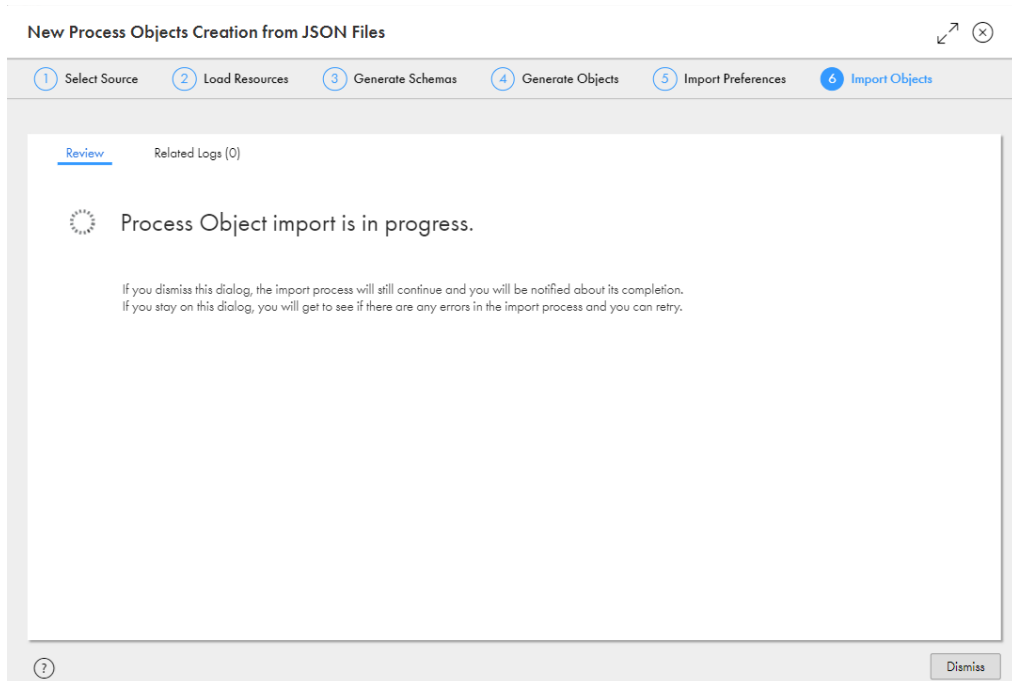 New Process Objects Creation from JSON Files
1 Select Source 2 Load Resources 3 Generate Schemas 4 Generate Objects 5 Import Preferences 6 Import Objects
Review Related Logs (0)
Process Object import is in progress.
If you dismiss this dialog, the import process will still continue and you will be notified about its completion.
If you stay on this dialog, you will get to see if there are any errors in the import process and you can retry.
? Dismiss